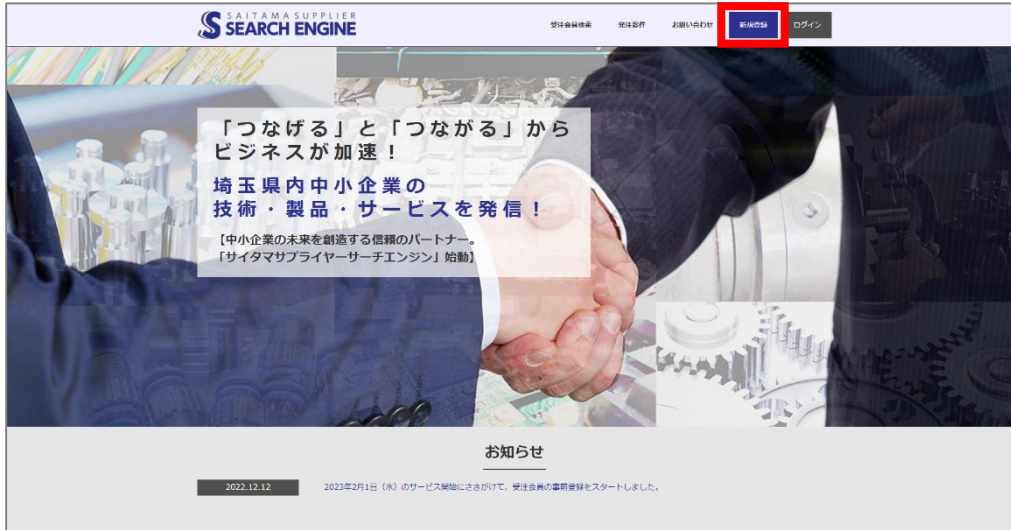 SAITAMA SUPPLIER
SEARCH ENGINE
受注会員検索
発注案件
お問い合わせ
新規登録
ログイン
「つなげる」と「つながる」から
ビジネスが加速！
埼玉県内中小企業の
技術・製品・サービスを発信！
【中小企業の未来を創造する信頼のパートナー。
「サイタマサプライヤーサーチエンジン」始動】
お知らせ
2022.12.12
2023年2月1日（水）のサービス開始にさきがけて、受注会員の事前登録をスタートしました。